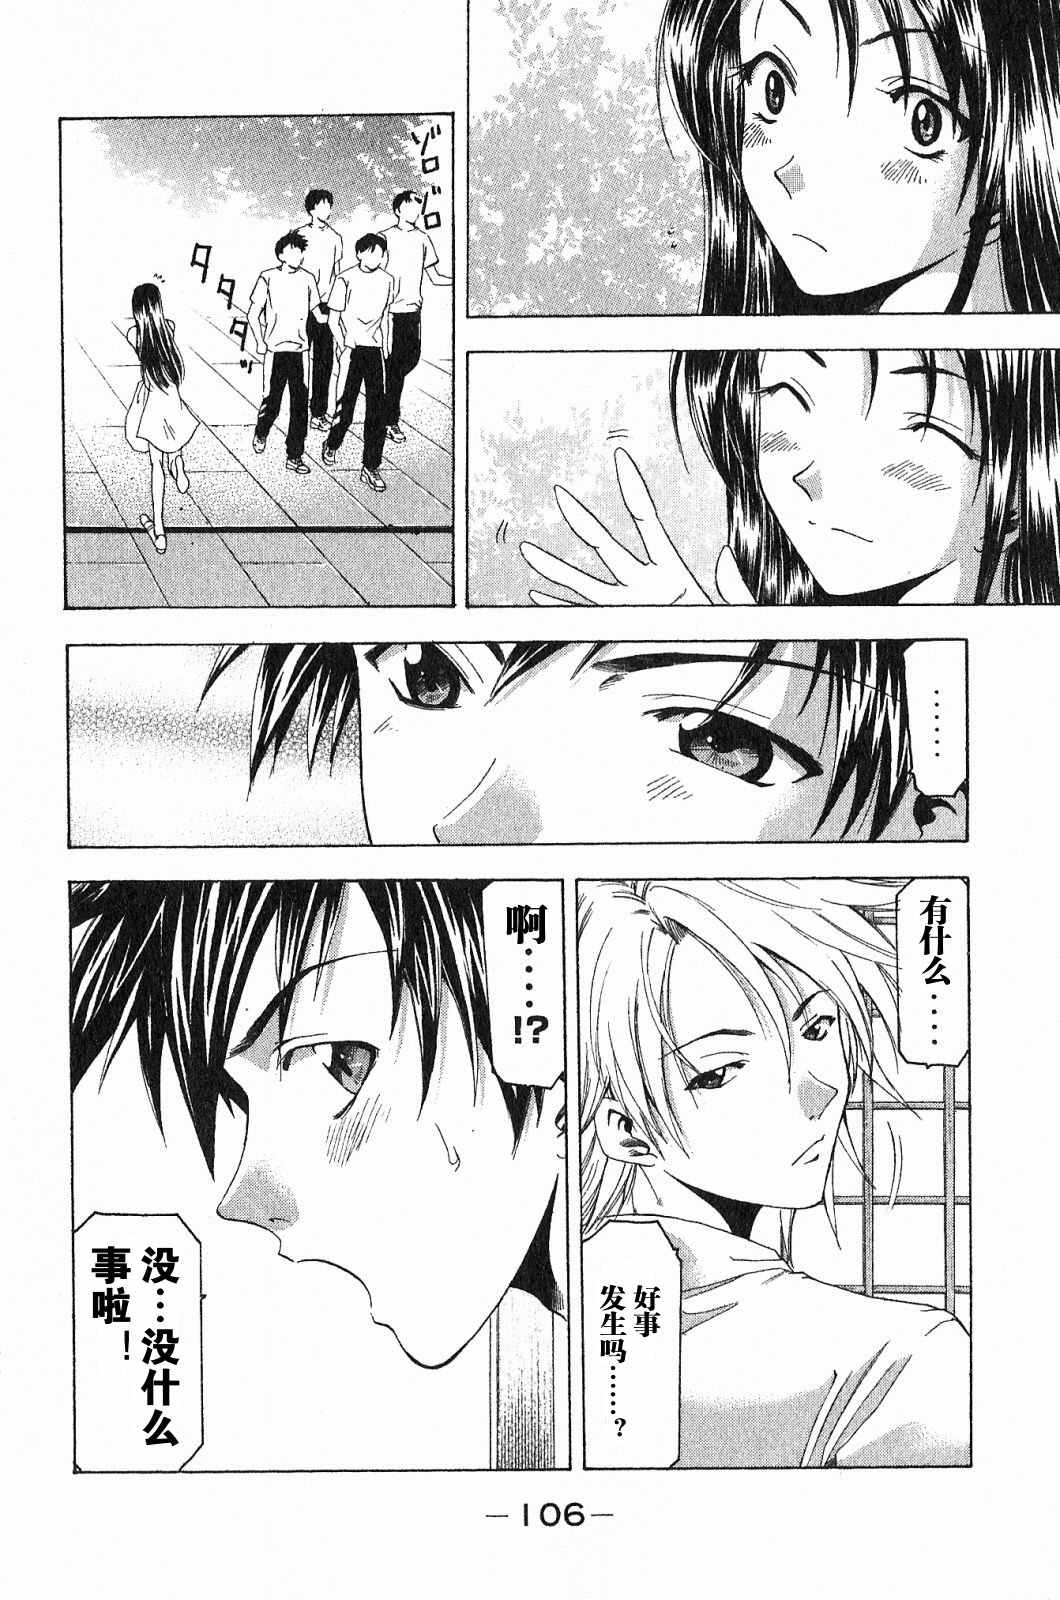 ゾロゾロ
タタタタッ
……
有什么……
好事
发生吗……?
啊……!?
没…没什么
事啦!
—106—